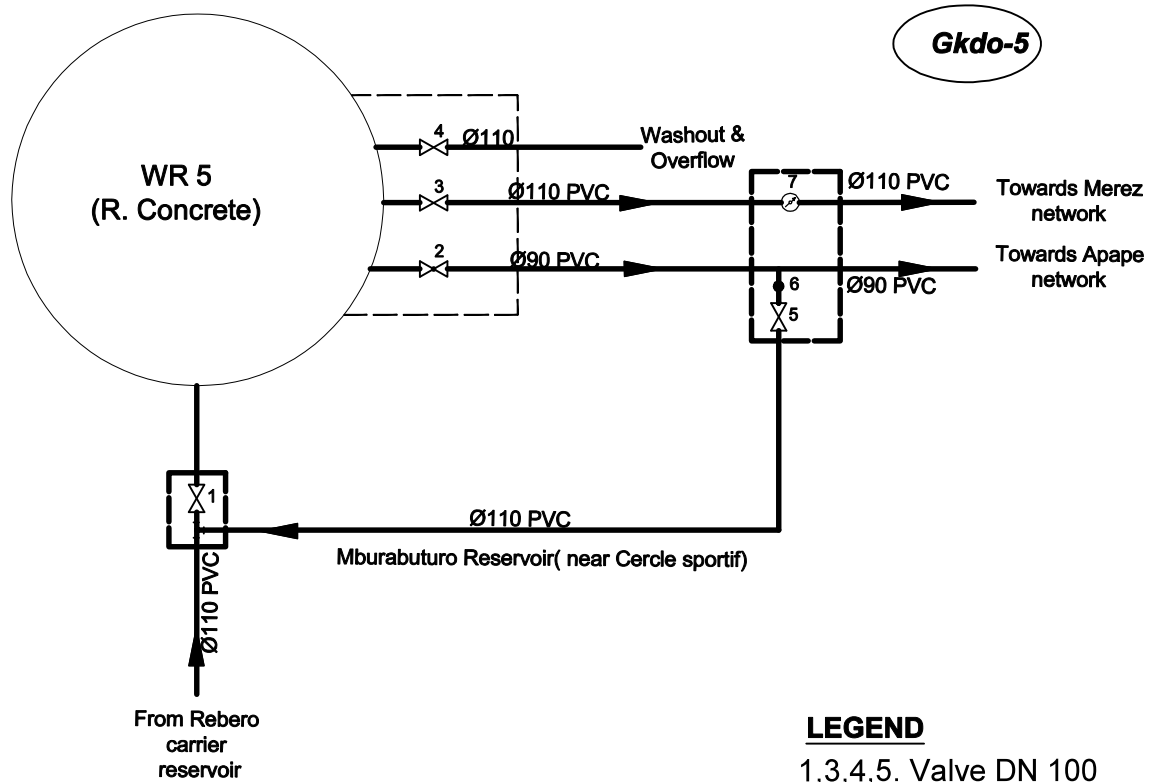 Gkdo-5
4
Ø110
Washout &
Overflow
WR 5
(R. Concrete)
3
Ø110 PVC
7
Ø110 PVC
Towards Merez
network
2
Ø90 PVC
Towards Apape
network
Ø90 PVC
6
5
1
Ø110 PVC
Mburabuturo Reservoir( near Cercle sportif)
Ø110 PVC
From Rebero
carrier
reservoir
LEGEND
1,3,4,5. Valve DN 100